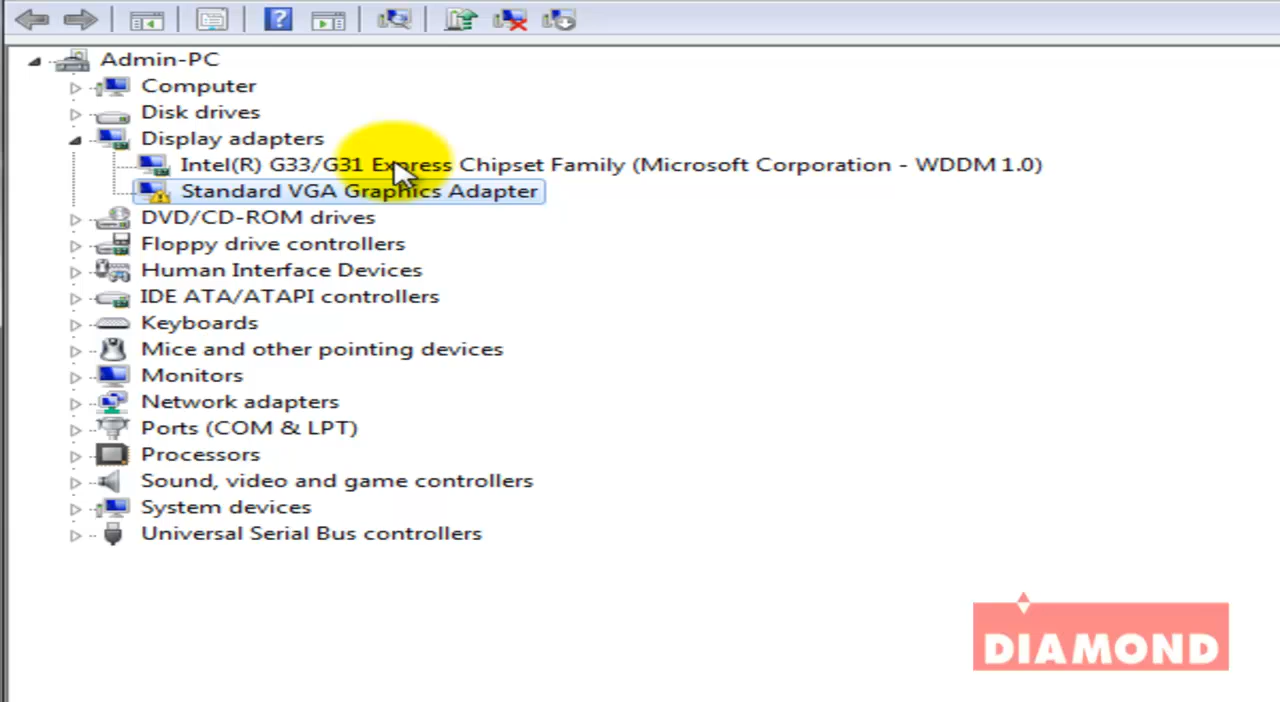 Admin-PC
Computer
Disk drives
Display adapters
Intel(R) G33/G31 Express Chipset Family (Microsoft Corporation - WDDM 1.0)
Standard VGA Graphics Adapter
DVD/CD-ROM drives
Floppy drive controllers
Human Interface Devices
IDE ATA/ATAPI controllers
Keyboards
Mice and other pointing devices
Monitors
Network adapters
Ports (COM & LPT)
Processors
Sound, video and game controllers
System devices
Universal Serial Bus controllers
DIAMOND